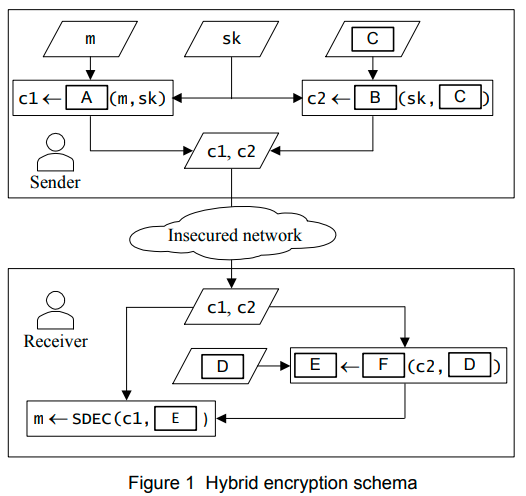 m sk C
c1 ← A (m,sk) c2 ← B (sk, C )
c1, c2
Sender
Insecured network
c1, c2
Receiver
D E ← F (c2, D )
m ← SDEC(c1, E )
Figure 1 Hybrid encryption schema